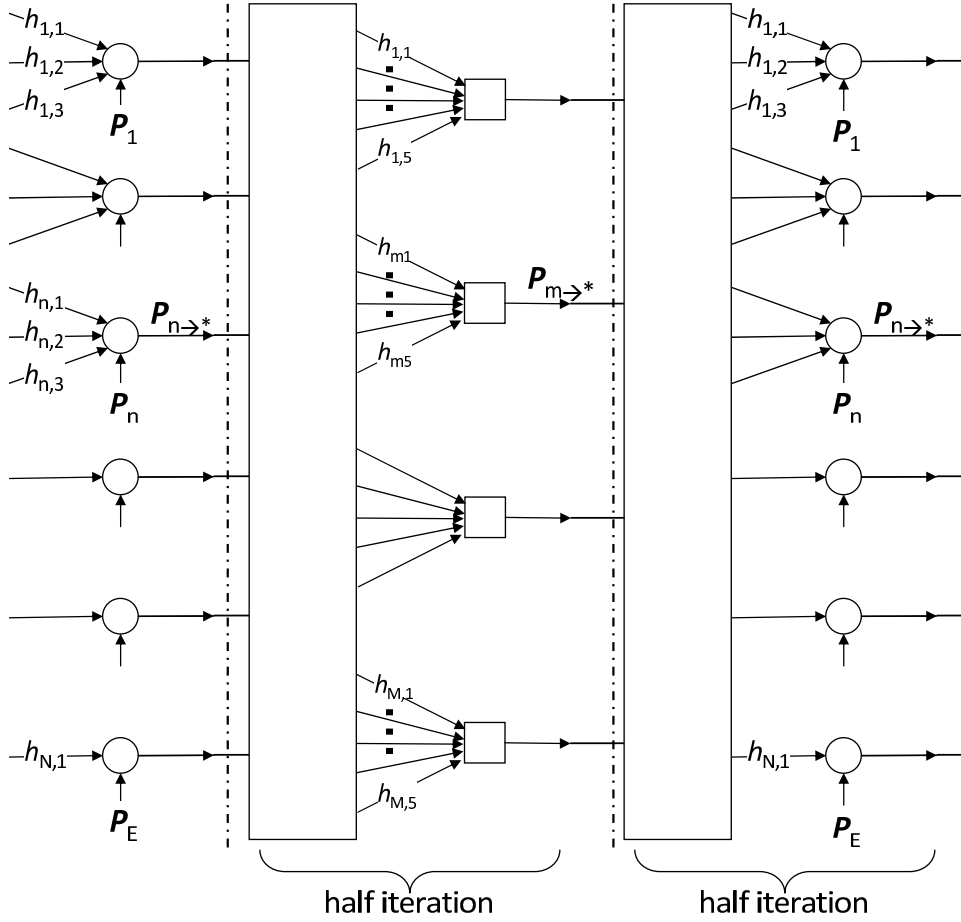 h1,1
h1,2
h1,3
P1
hn,1
hn,2
hn,3
Pn→*
Pn
hN,1
PE
h1,1
h1,5
hm1
hm5
Pm→*
hM,1
hM,5
h1,1
h1,2
h1,3
P1
Pn→*
Pn
hN,1
PE
half iteration
half iteration